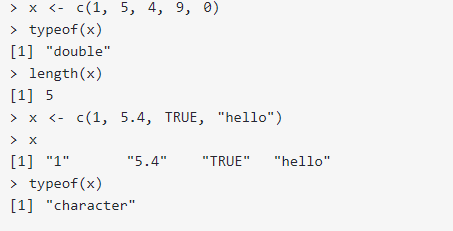 > x <- c(1, 5, 4, 9, 0)
> typeof(x)
[1] "double"
> length(x)
[1] 5
> x <- c(1, 5.4, TRUE, "hello")
> x
[1] "1"       "5.4"    "TRUE"   "hello"
> typeof(x)
[1] "character"